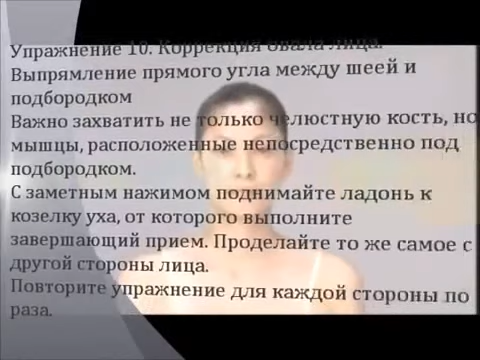 Упражнение 10. Коррекция овала лица.
Выпрямление прямого угла между шеей и
подбородком
Важно захватить не только челюстную кость, но
мышцы, расположенные непосредственно под
подбородком.
С заметным нажимом поднимайте ладонь к
козелку уха, от которого выполните
завершающий прием. Проделайте то же самое с
другой стороны лица.
Повторите упражнение для каждой стороны по
раза.